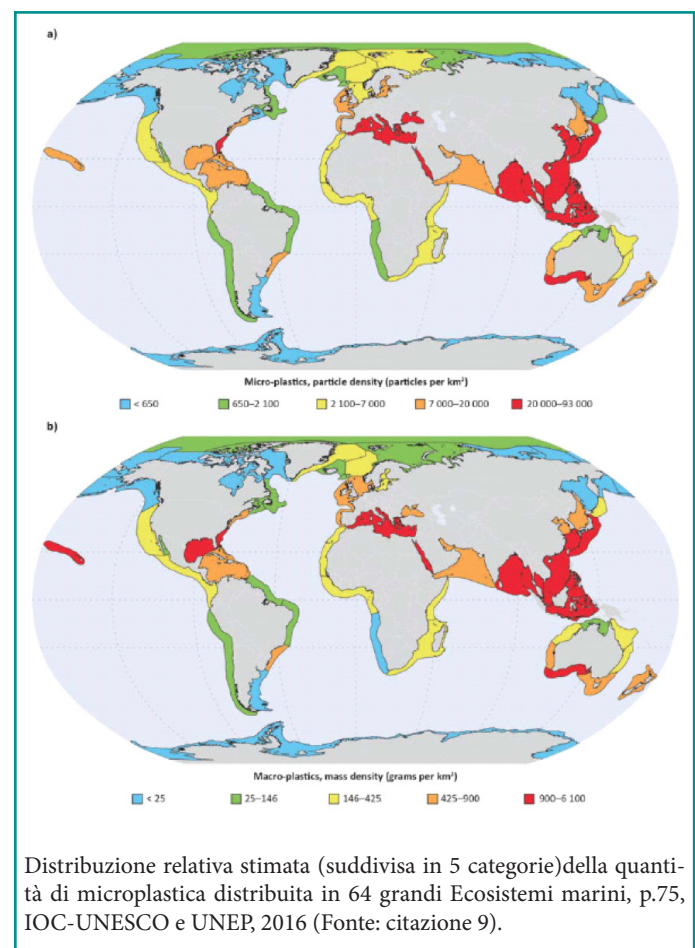 a)
Micro-plastics, particle density (particles per km²)
< 650 650–2 100 2 100–7 000 7 000–20 000 20 000–93 000
b)
Macro-plastics, mass density (grams per km²)
< 25 25–146 146–425 425–900 900–6 100
Distribuzione relativa stimata (suddivisa in 5 categorie)della quanti-
tà di microplastica distribuita in 64 grandi Ecosistemi marini, p.75,
IOC-UNESCO e UNEP, 2016 (Fonte: citazione 9).